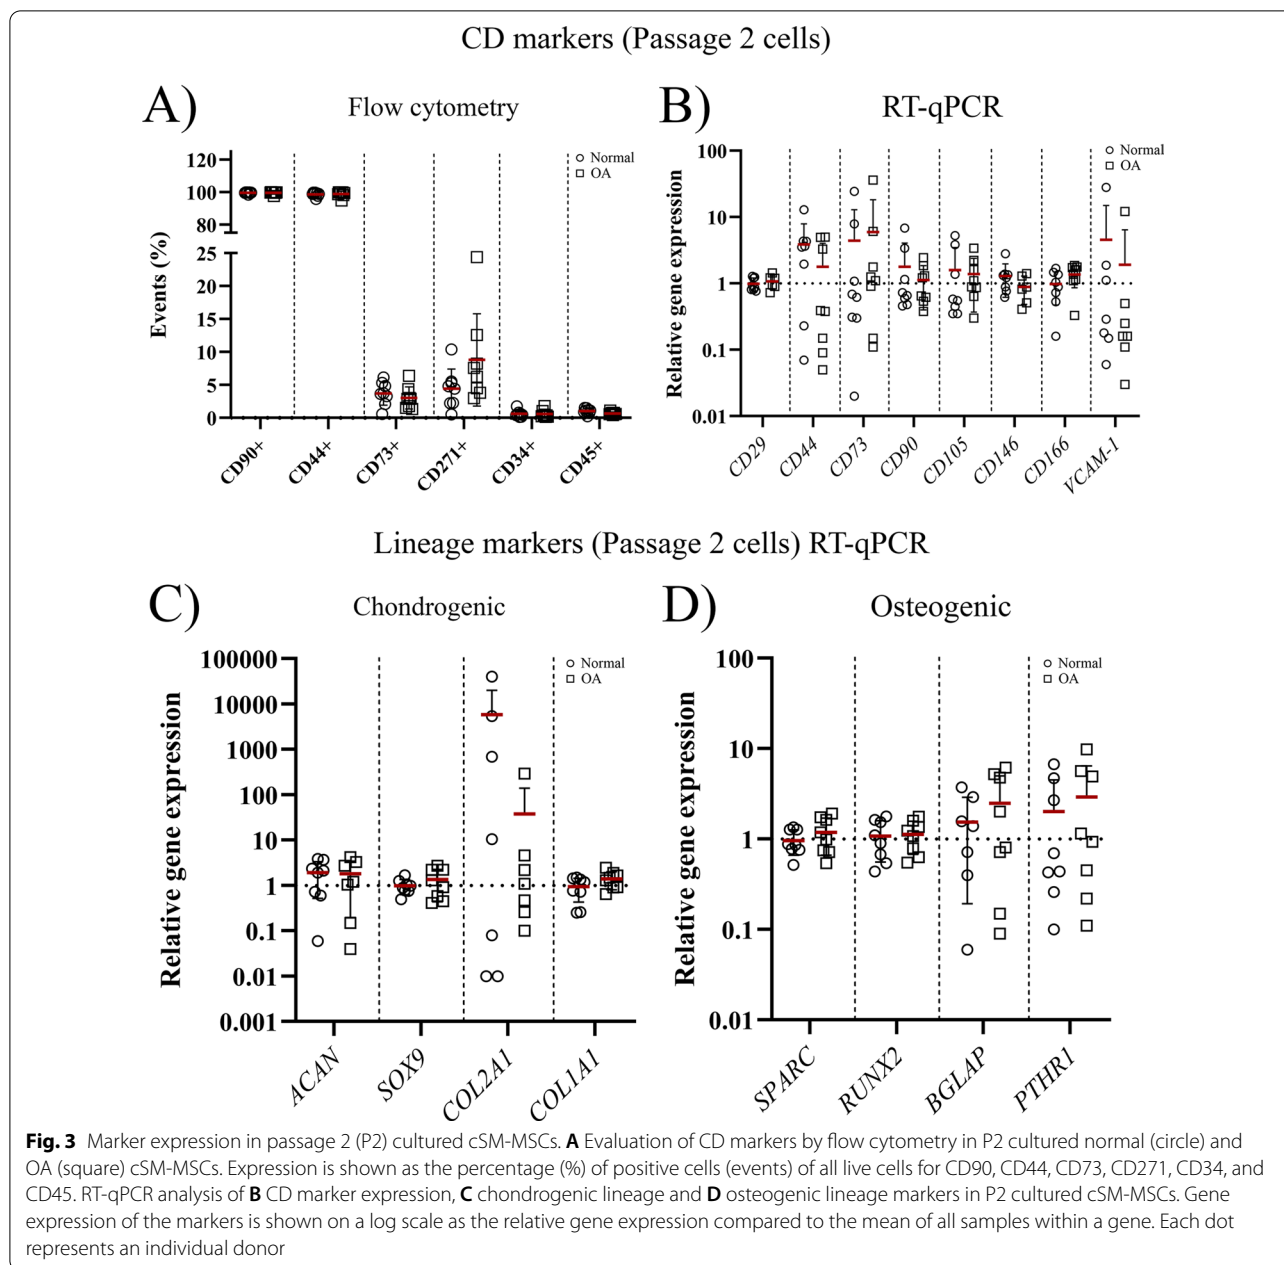 CD markers (Passage 2 cells)
A)
Flow cytometry
Normal
OA
Events (%)
120
100
80
25
20
15
10
5
0
CD90+
CD44+
CD73+
CD271+
CD34+
CD45+
B)
RT-qPCR
Normal
OA
Relative gene expression
100
10
1
0.1
0.01
CD29
CD44
CD73
CD90
CD105
CD146
CD166
VCAM-1
Lineage markers (Passage 2 cells) RT-qPCR
C)
Chondrogenic
Normal
OA
Relative gene expression
100000
10000
1000
100
10
1
0.1
0.01
0.001
ACAN
SOX9
COL2A1
COL1A1
D)
Osteogenic
Normal
OA
Relative gene expression
100
10
1
0.1
0.01
SPARC
RUNX2
BGLAP
PTHR1
Fig. 3 Marker expression in passage 2 (P2) cultured cSM-MSCs. A Evaluation of CD markers by flow cytometry in P2 cultured normal (circle) and
OA (square) cSM-MSCs. Expression is shown as the percentage (%) of positive cells (events) of all live cells for CD90, CD44, CD73, CD271, CD34, and
CD45. RT-qPCR analysis of B CD marker expression, C chondrogenic lineage and D osteogenic lineage markers in P2 cultured cSM-MSCs. Gene
expression of the markers is shown on a log scale as the relative gene expression compared to the mean of all samples within a gene. Each dot
represents an individual donor